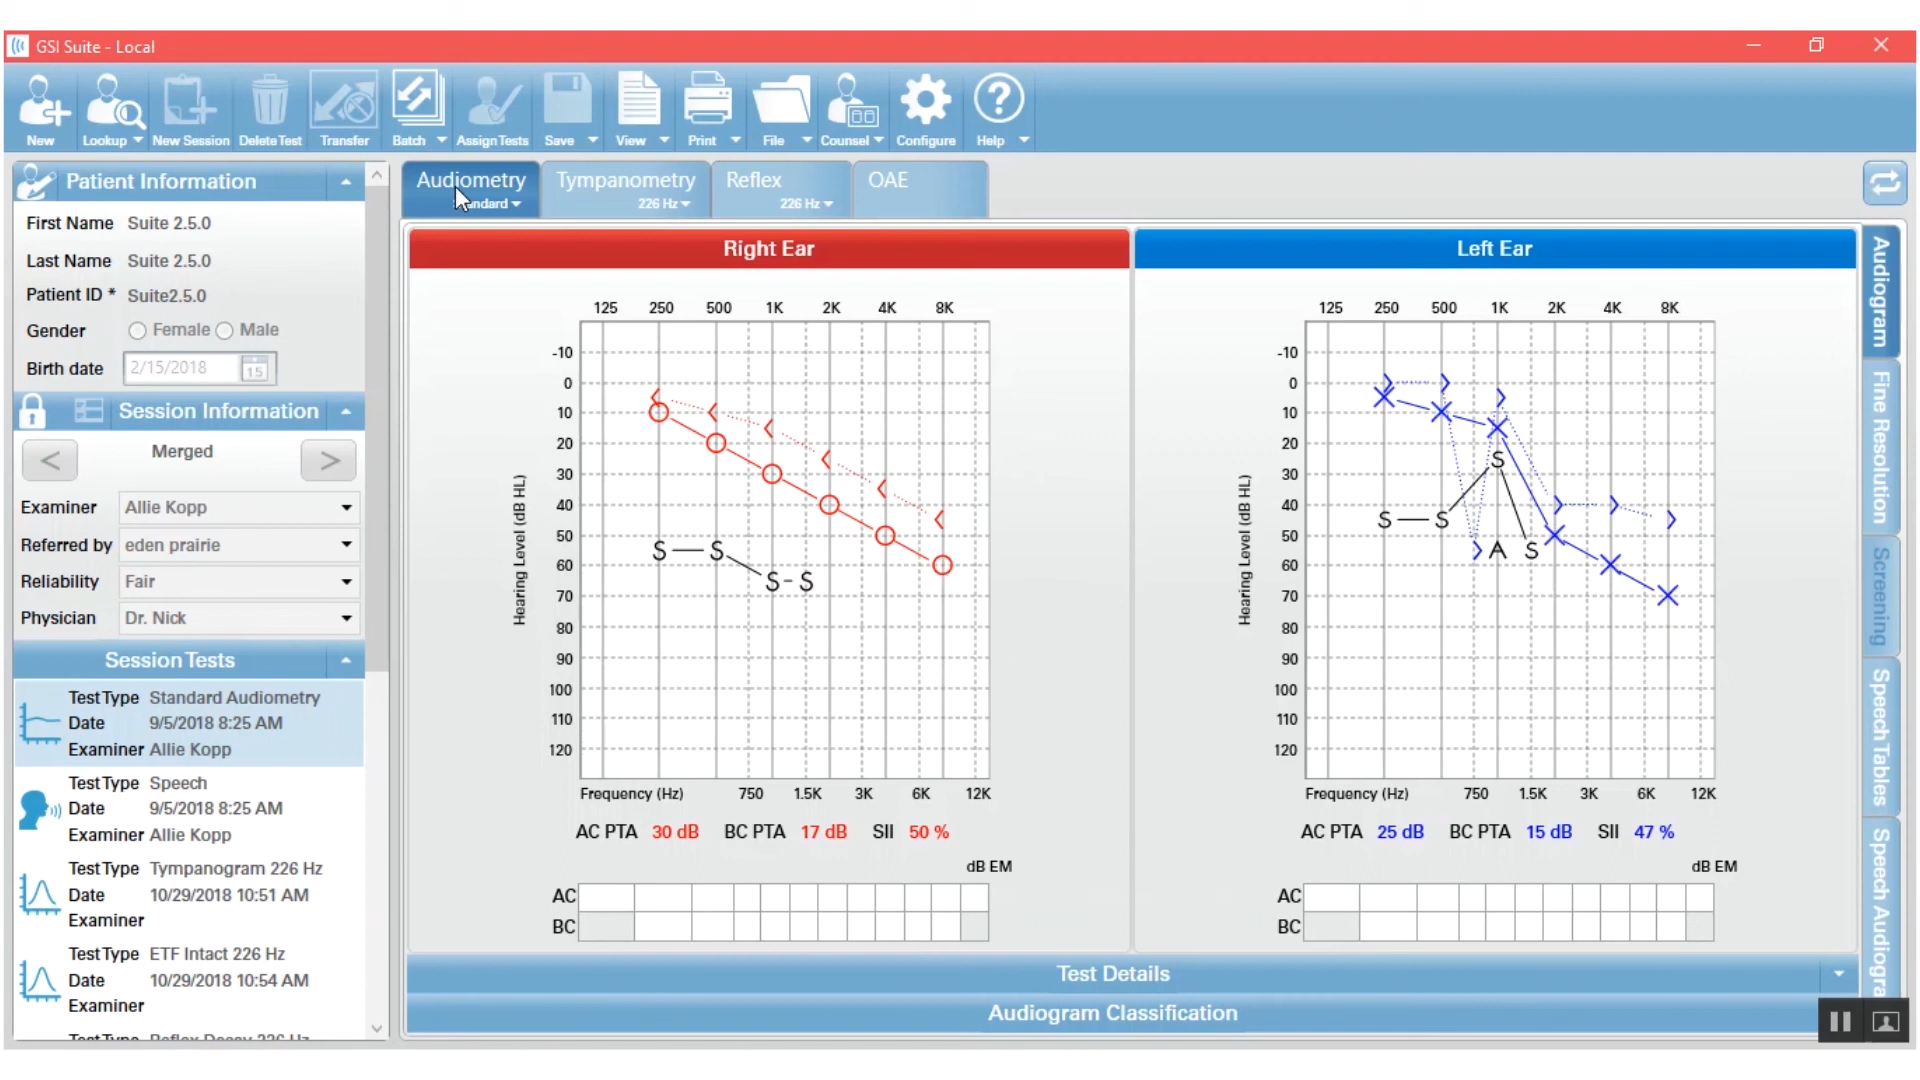 GSI Suite - Local
New
Lookup
New Session
Delete Test
Transfer
Batch
Assign Tests
Save
View
Print
File
Counsel
Configure
Help
Patient Information
First Name Suite 2.5.0
Last Name Suite 2.5.0
Patient ID * Suite2.5.0
Gender Female Male
Birth date 2/15/2018 15
Session Information
< Merged >
Examiner Allie Kopp
Referred by eden prairie
Reliability Fair
Physician Dr. Nick
Session Tests
Test Type Standard Audiometry
Date 9/5/2018 8:25 AM
Examiner Allie Kopp
Test Type Speech
Date 9/5/2018 8:25 AM
Examiner Allie Kopp
Test Type Tympanogram 226 Hz
Date 10/29/2018 10:51 AM
Examiner
Test Type ETF Intact 226 Hz
Date 10/29/2018 10:54 AM
Examiner
Test Type Reflex Decay 226 Hz
Audiometry
ndard
Tympanometry
226 Hz
Reflex
226 Hz
OAE
Right Ear
125 250 500 1K 2K 4K 8K
-10
0
10
20
30
40
50
60
70
80
90
100
110
120
Hearing Level (dB HL)
S S
S S
Frequency (Hz) 750 1.5K 3K 6K 12K
AC PTA 30 dB BC PTA 17 dB SII 50 %
dB EM
AC
BC
Left Ear
125 250 500 1K 2K 4K 8K
-10
0
10
20
30
40
50
60
70
80
90
100
110
120
Hearing Level (dB HL)
S
S S
A S
Frequency (Hz) 750 1.5K 3K 6K 12K
AC PTA 25 dB BC PTA 15 dB SII 47 %
dB EM
AC
BC
Audiogram
Fine Resolution
Screening
Speech Tables
Speech Audiogra
Test Details
Audiogram Classification